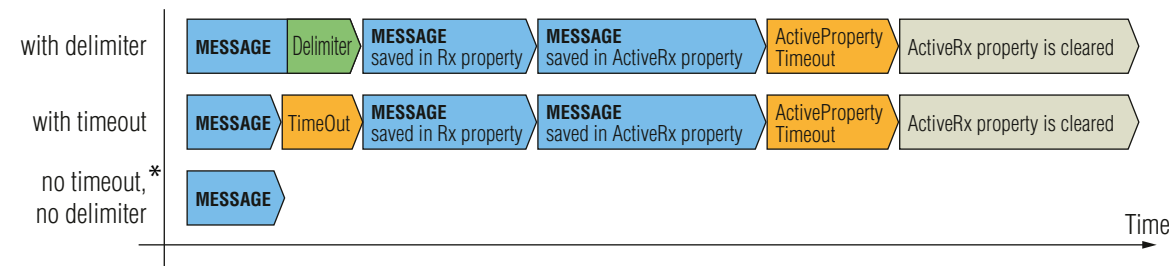 with delimiter
MESSAGE
Delimiter
MESSAGE
saved in Rx property
MESSAGE
saved in ActiveRx property
ActiveProperty
Timeout
ActiveRx property is cleared
with timeout
MESSAGE
TimeOut
MESSAGE
saved in Rx property
MESSAGE
saved in ActiveRx property
ActiveProperty
Timeout
ActiveRx property is cleared
no timeout,*
no delimiter
MESSAGE
Time